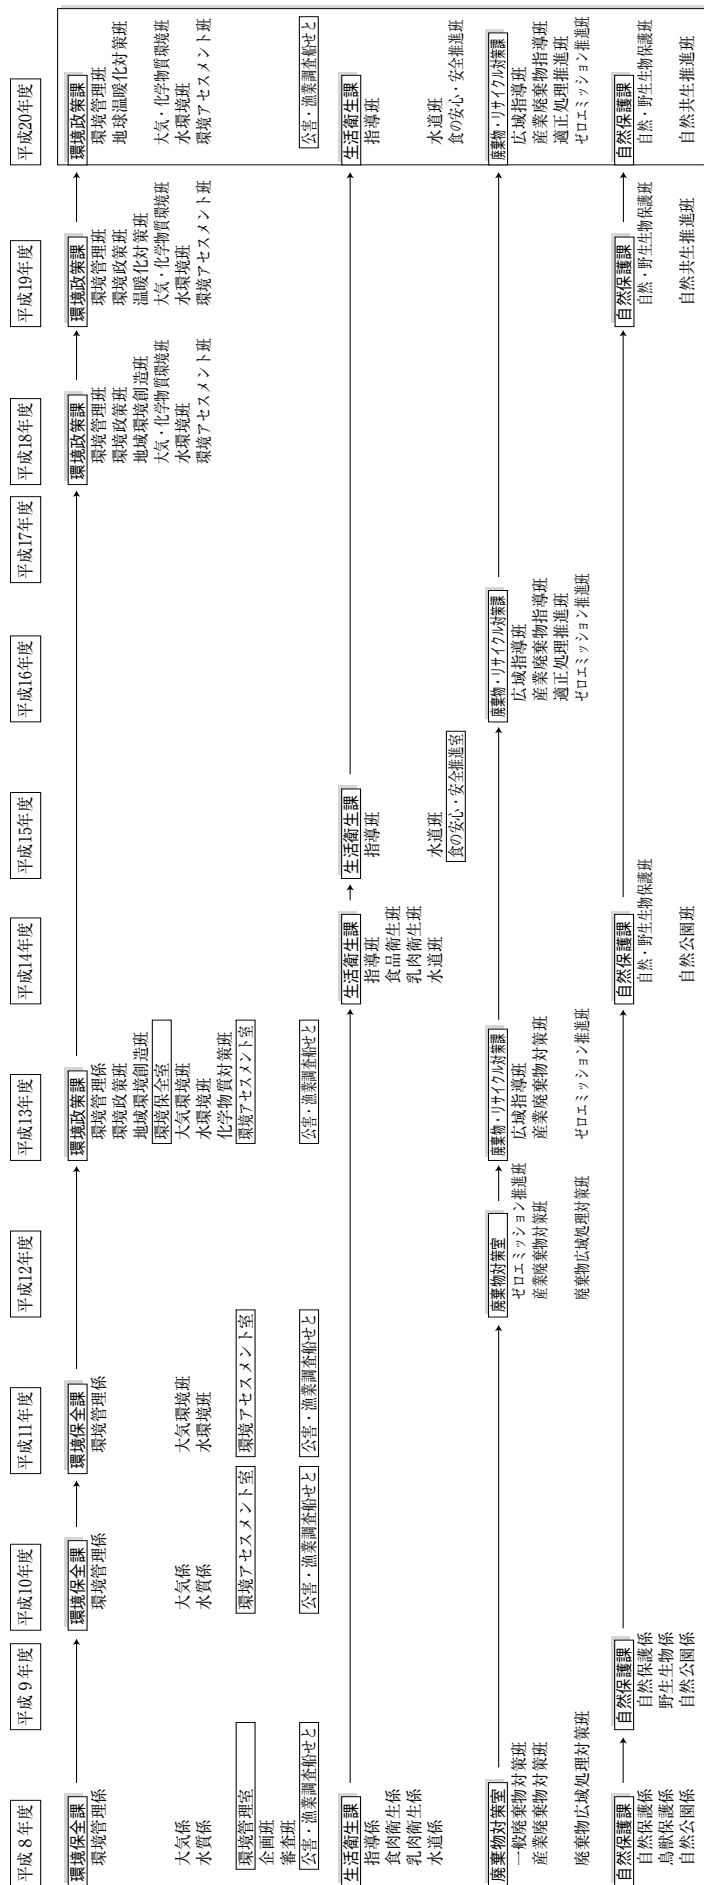 平成8年度
環境保全課
環境管理係
大気係
水質係
環境管理室
企画班
審査班
公害・漁業調査船せと
生活衛生課
指導係
食肉衛生係
乳肉衛生係
水道係
廃棄物対策室
一般廃棄物対策班
産業廃棄物対策班
廃棄物広域処理対策班
自然保護課
自然保護係
鳥獣保護係
自然公園係
平成9年度
自然保護課
自然保護係
野生生物係
自然公園係
平成10年度
環境保全課
環境管理係
大気係
水質係
環境アセスメント室
公害・漁業調査船せと
平成11年度
環境保全課
環境管理係
大気環境班
水環境班
環境アセスメント室
公害・漁業調査船せと
平成12年度
廃棄物対策室
ゼロエミッション推進班
産業廃棄物対策班
廃棄物広域処理対策班
平成13年度
環境政策課
環境管理係
環境政策班
地域環境創造班
環境保全室
大気環境班
水環境班
化学物質対策班
環境アセスメント室
公害・漁業調査船せと
廃棄物・リサイクル対策課
広域指導班
産業廃棄物対策班
ゼロエミッション推進班
平成14年度
生活衛生課
指導班
食品衛生班
乳肉衛生班
水道班
自然保護課
自然・野生生物保護班
自然公園班
平成15年度
生活衛生課
指導班
水道班
食の安心・安全推進室
平成16年度
廃棄物・リサイクル対策課
広域指導班
産業廃棄物指導班
適正処理推進班
ゼロエミッション推進班
平成17年度
平成18年度
環境政策課
環境管理班
環境政策班
地域環境創造班
大気・化学物質環境班
水環境班
環境アセスメント班
平成19年度
環境政策課
環境管理班
環境政策班
温暖化対策班
大気・化学物質環境班
水環境班
環境アセスメント班
自然保護課
自然・野生生物保護班
自然共生推進班
平成20年度
環境政策課
環境管理班
地球温暖化対策班
大気・化学物質環境班
水環境班
環境アセスメント班
公害・漁業調査船せと
生活衛生課
指導班
水道班
食の安心・安全推進班
廃棄物・リサイクル対策課
広域指導班
産業廃棄物指導班
適正処理推進班
ゼロエミッション推進班
自然保護課
自然・野生生物保護班
自然共生推進班